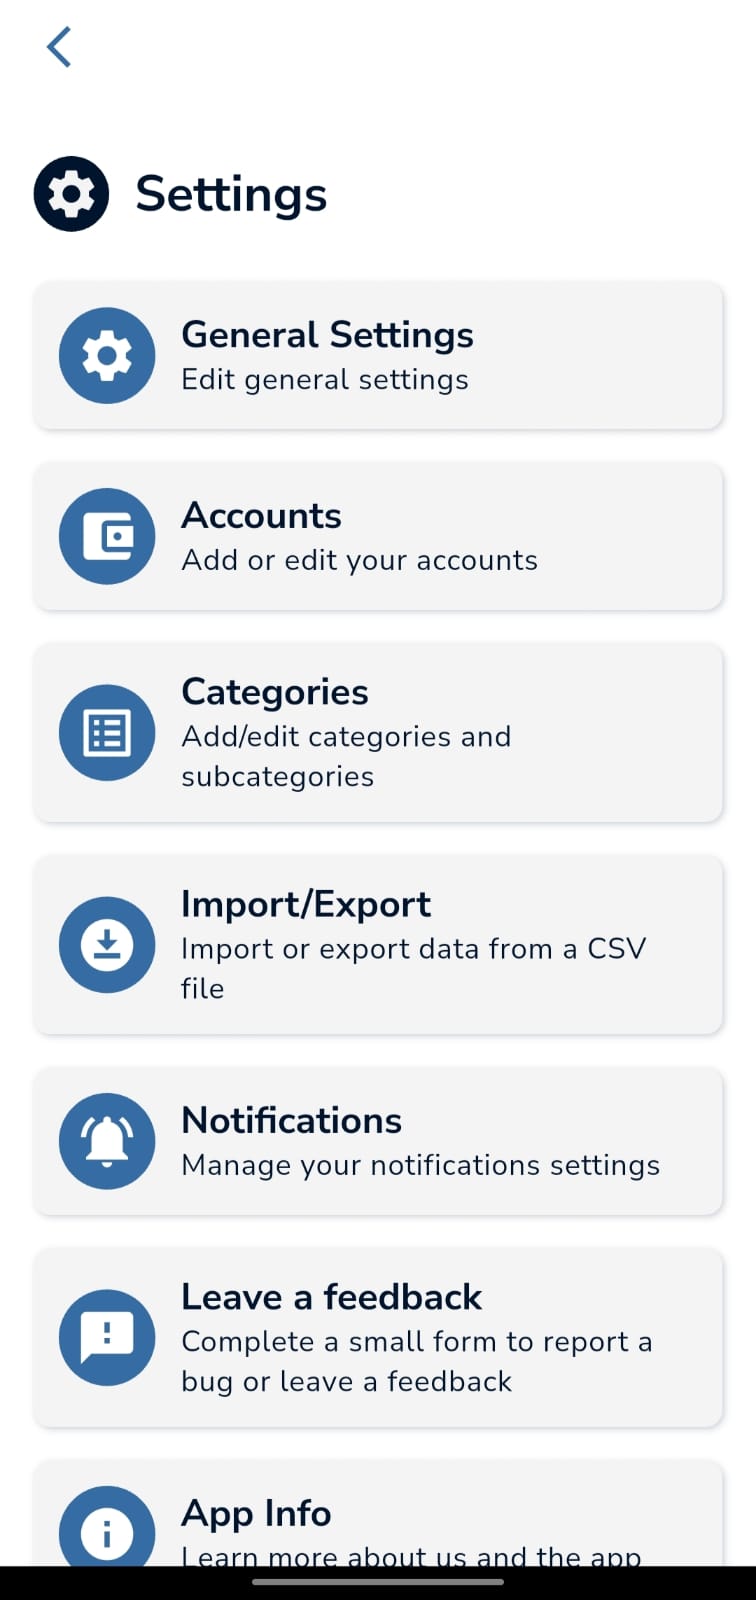 Settings
General Settings
Edit general settings
Accounts
Add or edit your accounts
Categories
Add/edit categories and
subcategories
Import/Export
Import or export data from a CSV
file
Notifications
Manage your notifications settings
Leave a feedback
Complete a small form to report a
bug or leave a feedback
App Info
Learn more about us and the app